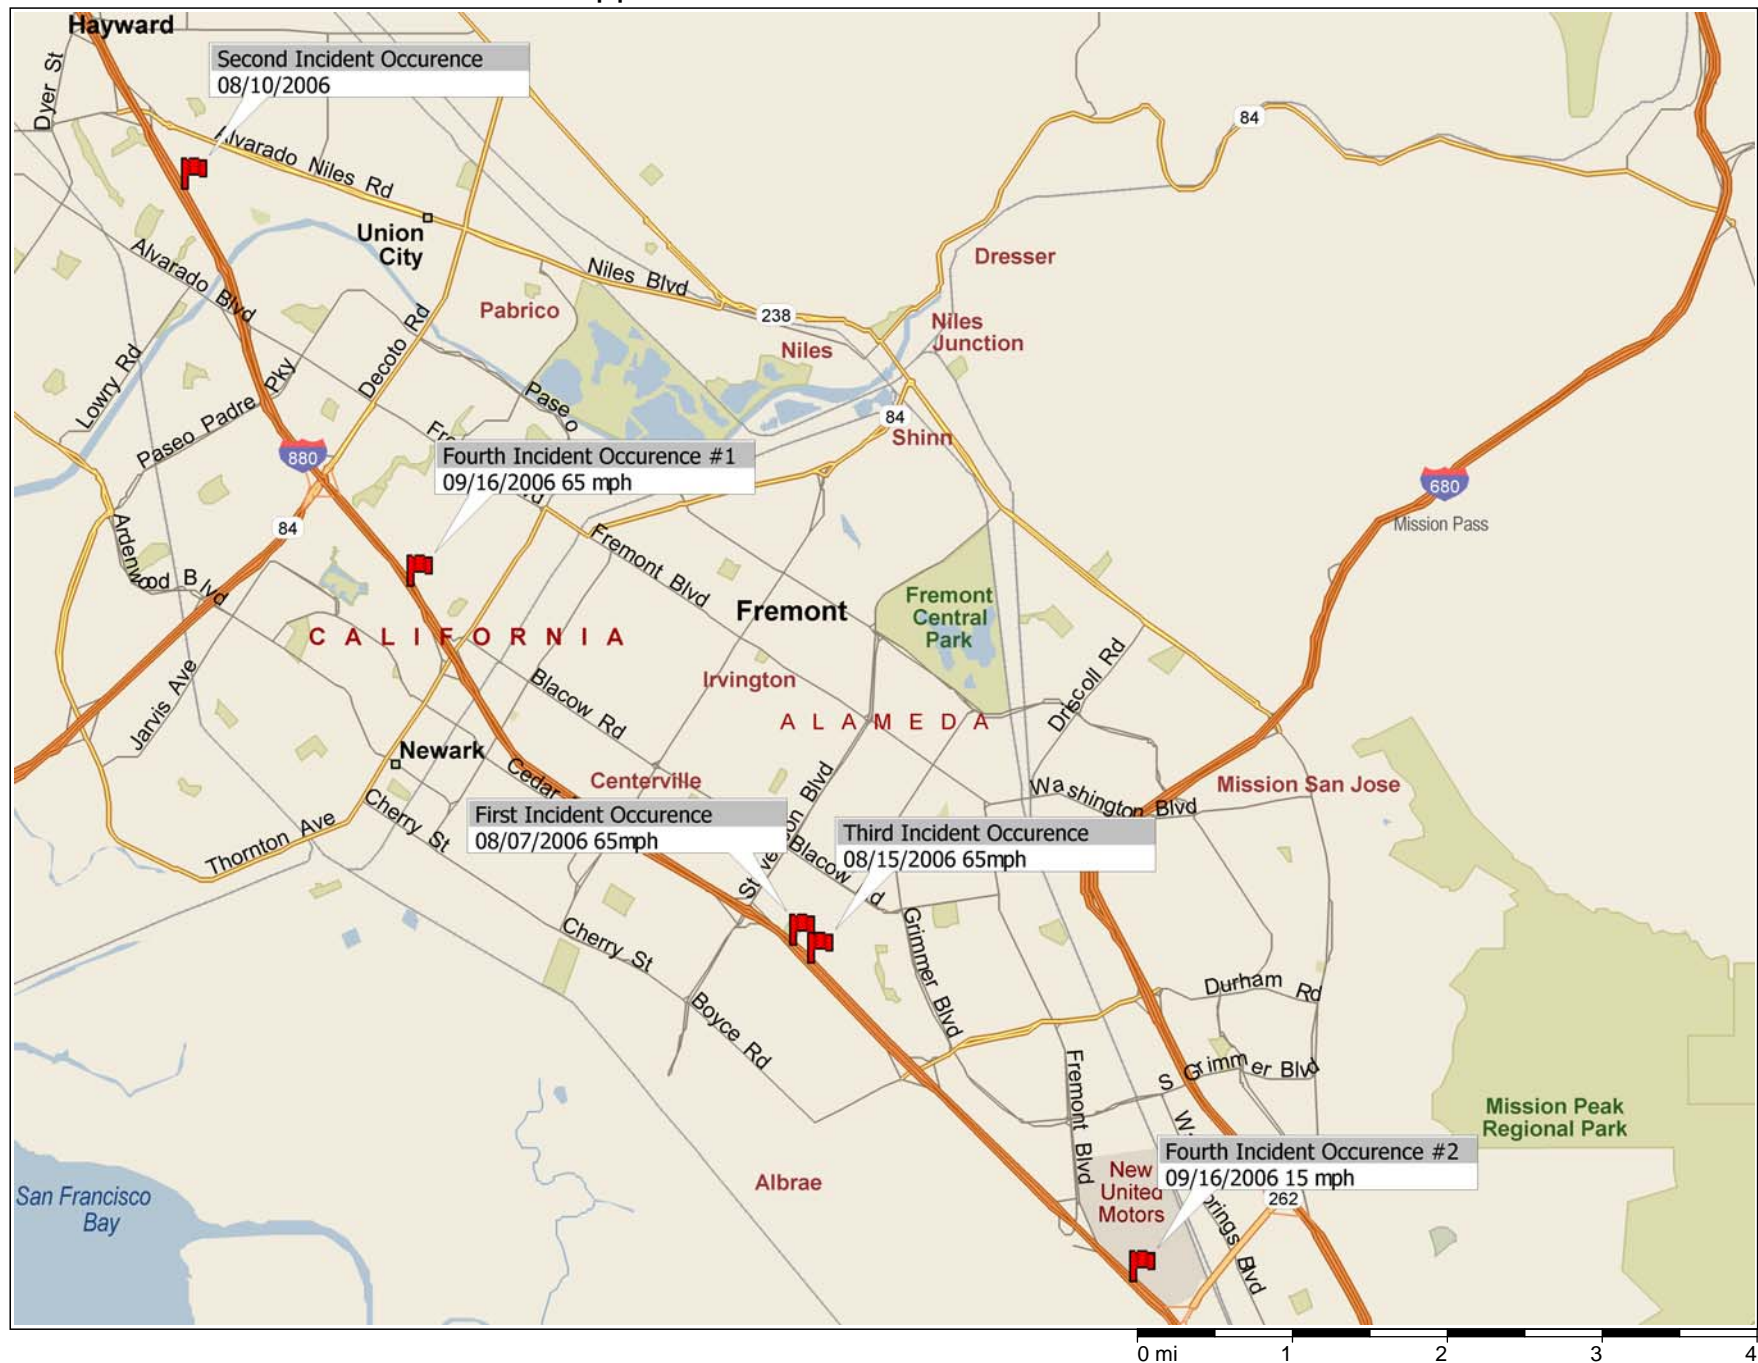 Hayward
Dyer St
Second Incident Occurence
08/10/2006
84
Alvarado Niles Rd
Union
City
Alvarado Blvd
Niles Blvd
Dresser
Pabrico
238
Niles
Junction
Niles
Decoto Rd
Lowry Rd
Paseo Padre Pky
Paseo
84
Shinn
880
Fourth Incident Occurence #1
09/16/2006 65 mph
680
Mission Pass
84
Ardenwood Blvd
Fremont Blvd
Fremont
Fremont
Central
Park
CALIFORNIA
Jarvis Ave
Blacow Rd
Irvington
ALAMEDA
Driscoll Rd
Newark
Cedar
Centerville
Washington Blvd
Mission San Jose
Cherry St
Thornton Ave
First Incident Occurence
08/07/2006 65mph
Third Incident Occurence
08/15/2006 65mph
Blvd
Blacow
Cherry St
Grimmer Blvd
Durham Rd
Boyce Rd
S Grimmer Blvd
Fremont Blvd
Mission Peak
Regional Park
Fourth Incident Occurence #2
09/16/2006 15 mph
New
United
Motors
262
Blvd
Albrae
San Francisco
Bay
0 mi 1 2 3 4